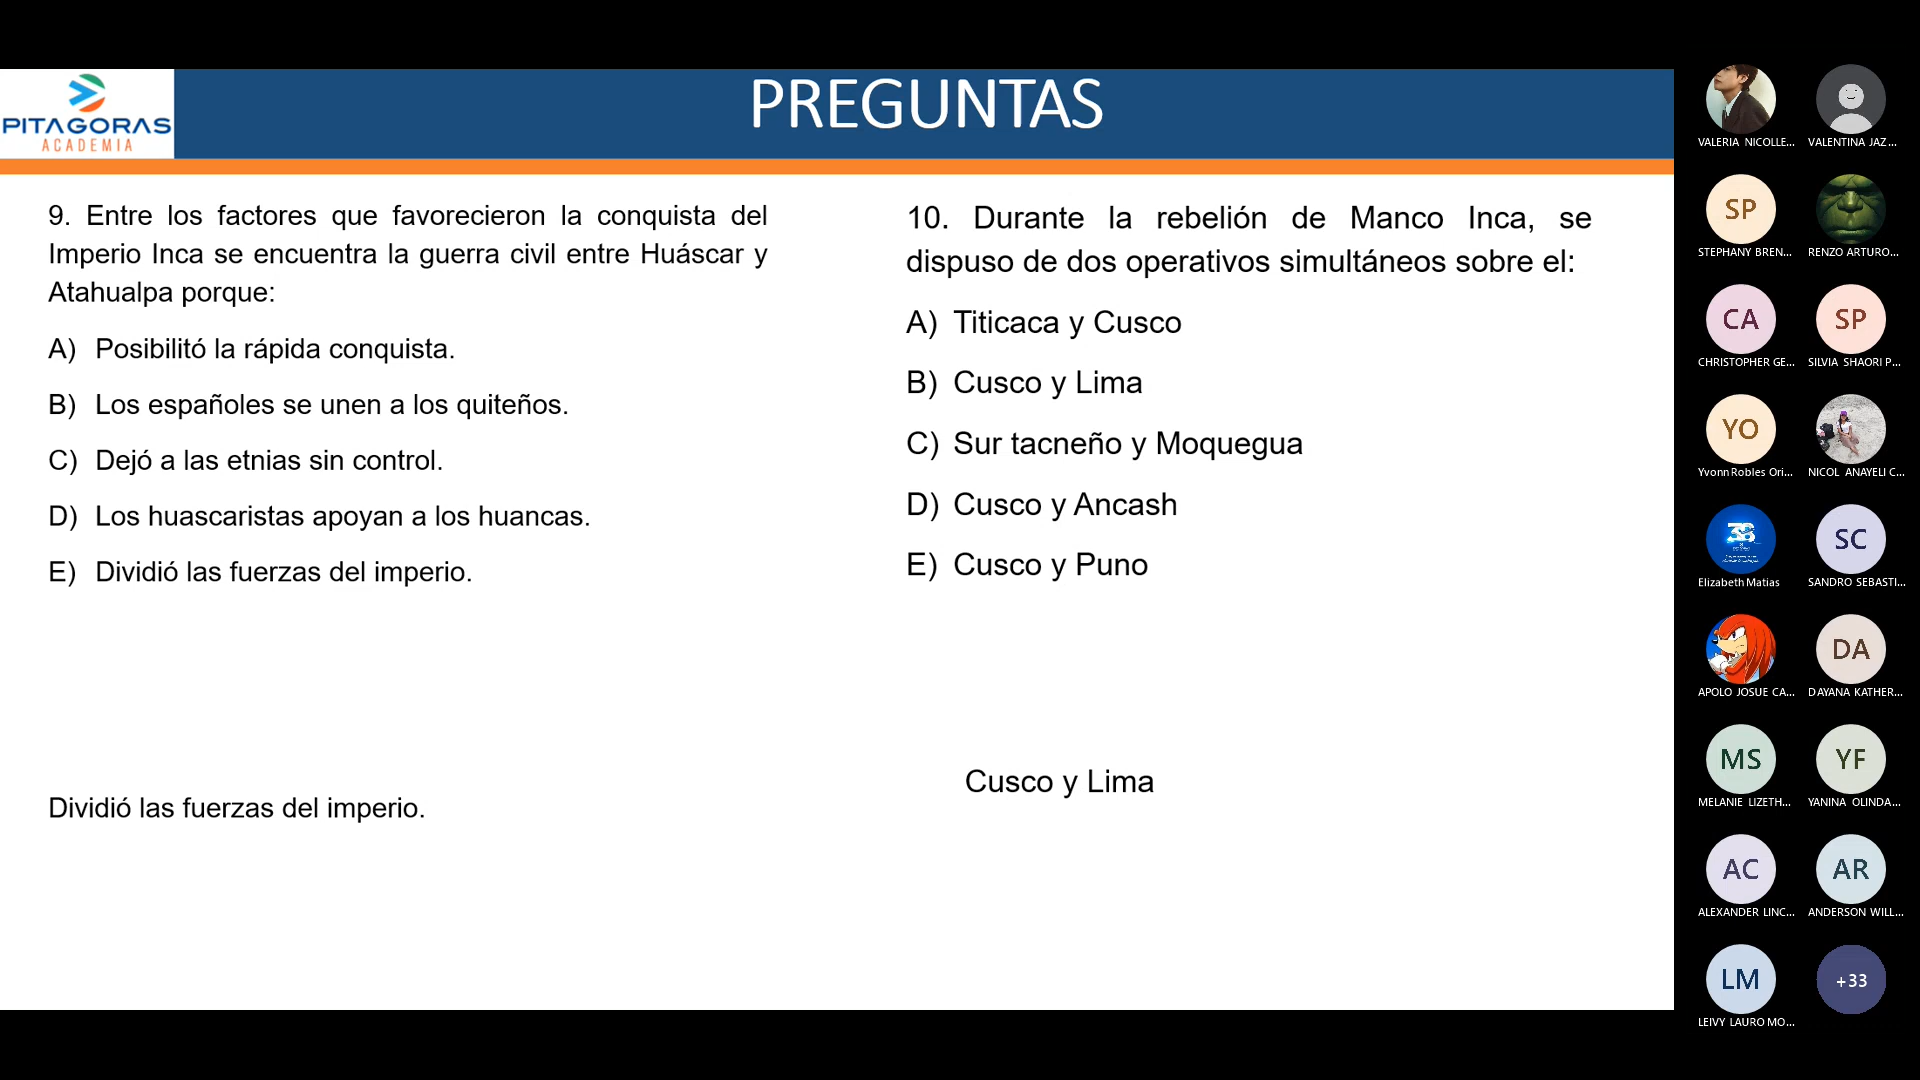 PITAGORAS
ACADEMIA
PREGUNTAS
9. Entre los factores que favorecieron la conquista del
Imperio Inca se encuentra la guerra civil entre Huáscar y
Atahualpa porque:
A) Posibilitó la rápida conquista.
B) Los españoles se unen a los quiteños.
C) Dejó a las etnias sin control.
D) Los huascaristas apoyan a los huancas.
E) Dividió las fuerzas del imperio.
Dividió las fuerzas del imperio.
10. Durante la rebelión de Manco Inca, se
dispuso de dos operativos simultáneos sobre el:
A) Titicaca y Cusco
B) Cusco y Lima
C) Sur tacneño y Moquegua
D) Cusco y Ancash
E) Cusco y Puno
Cusco y Lima
VALERIA NICOLLE...
VALENTINA JAZ...
SP
STEPHANY BREN...
RENZO ARTURO...
CA
CHRISTOPHER GE...
SP
SILVIA SHAORI P...
YO
Yvonn Robles Ori...
NICOL ANAYELI C...
38
Elizabeth Matias
SC
SANDRO SEBASTI...
APOLO JOSUE CA...
DA
DAYANA KATHER...
MS
MELANIE LIZETH...
YF
YANINA OLINDA...
AC
ALEXANDER LINC...
AR
ANDERSON WILL...
LM
LEIVY LAURO MO...
+33